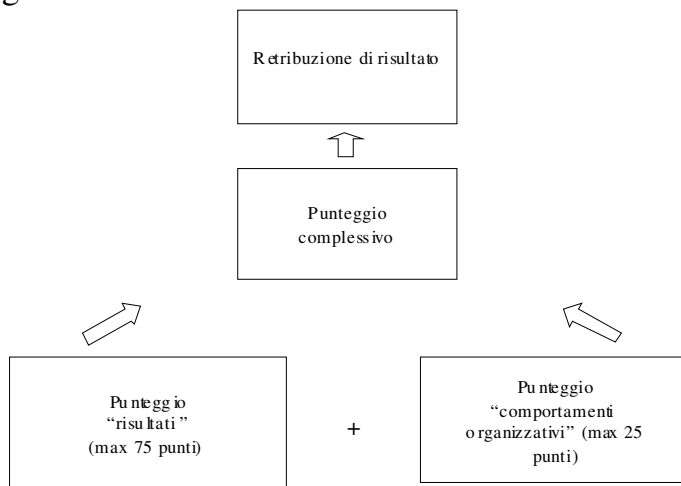 g
Retribuzione di risultato
Punteggio
complessivo
Punteggio
“risultati”
(max 75 punti)
+
Punteggio
“comportamenti
organizzativi” (max 25
punti)